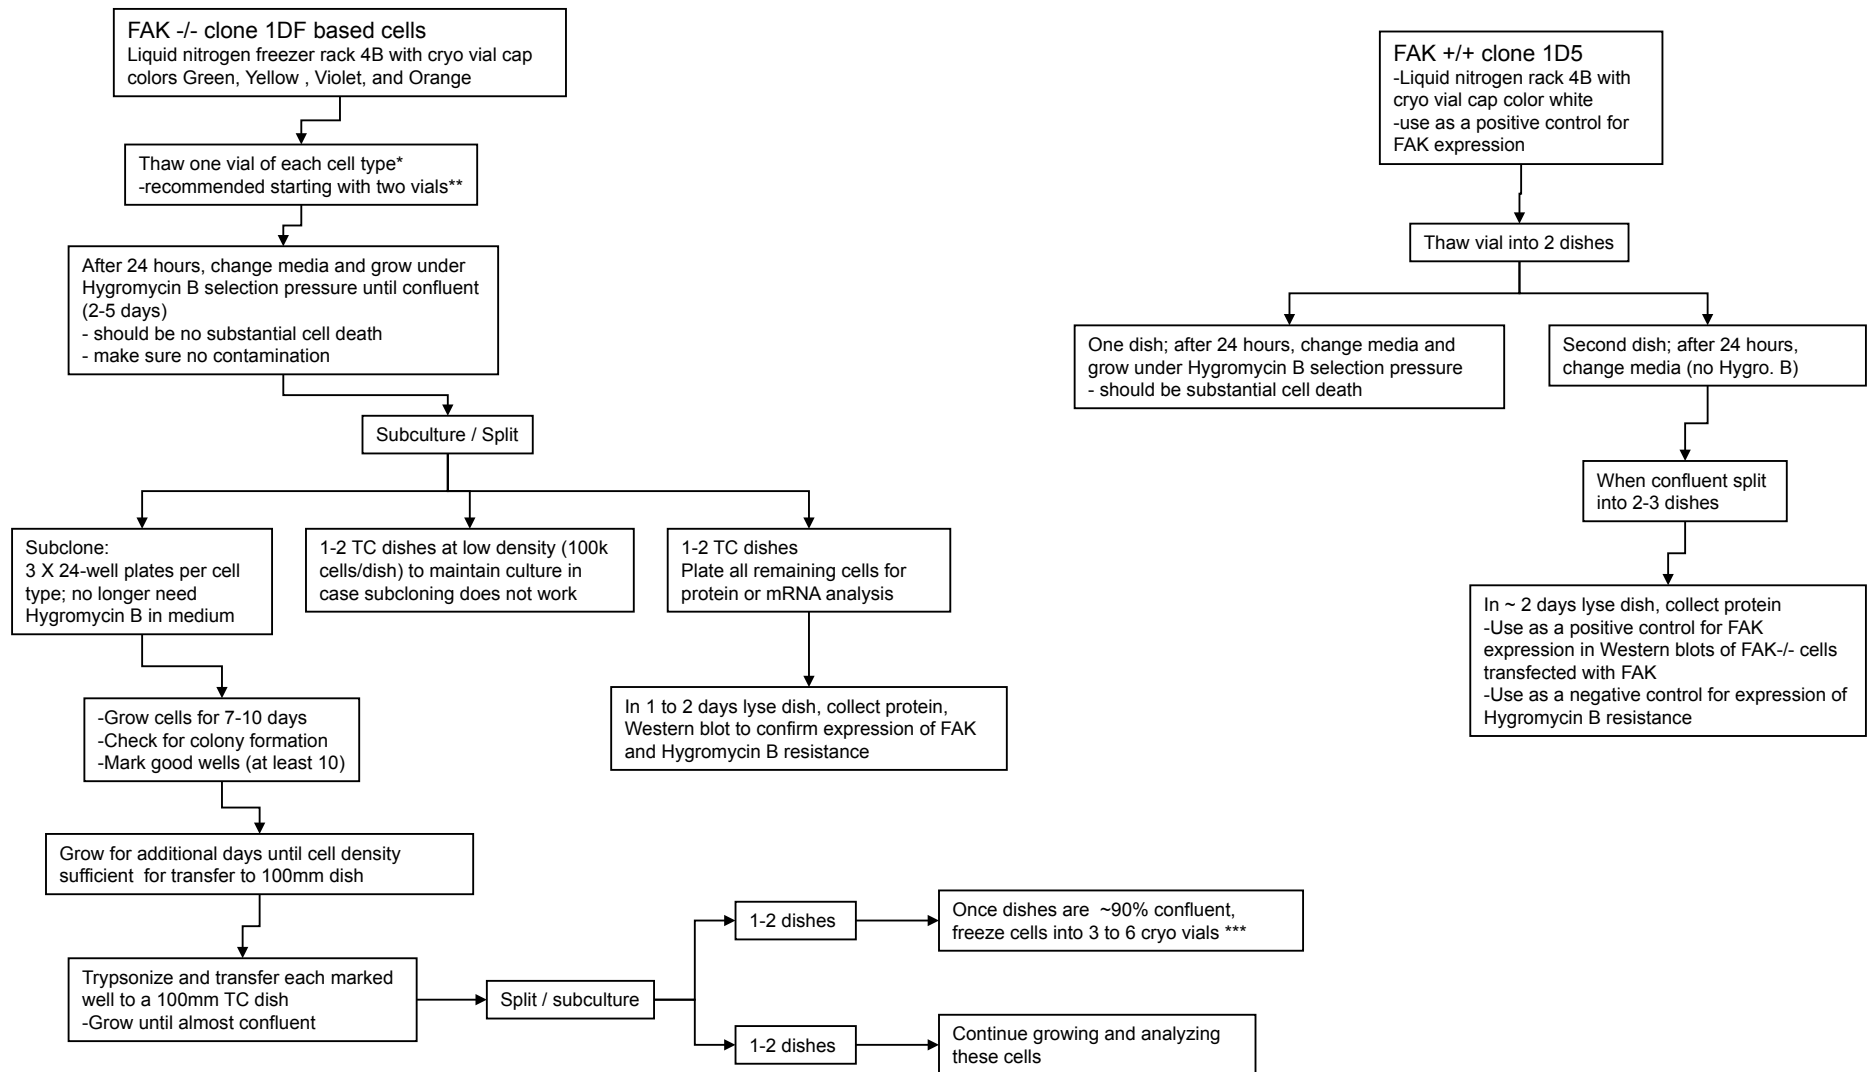 FAK -/- clone 1DF based cells
Liquid nitrogen freezer rack 4B with cryo vial cap
colors Green, Yellow , Violet, and Orange
Thaw one vial of each cell type*
-recommended starting with two vials**
After 24 hours, change media and grow under
Hygromycin B selection pressure until confluent
(2-5 days)
- should be no substantial cell death
- make sure no contamination
Subculture / Split
Subclone:
3 X 24-well plates per cell
type; no longer need
Hygromycin B in medium
1-2 TC dishes at low density (100k
cells/dish) to maintain culture in
case subcloning does not work
1-2 TC dishes
Plate all remaining cells for
protein or mRNA analysis
-Grow cells for 7-10 days
-Check for colony formation
-Mark good wells (at least 10)
In 1 to 2 days lyse dish, collect protein,
Western blot to confirm expression of FAK
and Hygromycin B resistance
Grow for additional days until cell density
sufficient  for transfer to 100mm dish
Trypsonize and transfer each marked
well to a 100mm TC dish
-Grow until almost confluent
Split / subculture
1-2 dishes
Once dishes are  ~90% confluent,
freeze cells into 3 to 6 cryo vials ***
1-2 dishes
Continue growing and analyzing
these cells
FAK +/+ clone 1D5
-Liquid nitrogen rack 4B with
cryo vial cap color white
-use as a positive control for
FAK expression
Thaw vial into 2 dishes
One dish; after 24 hours, change media and
grow under Hygromycin B selection pressure
- should be substantial cell death
Second dish; after 24 hours,
change media (no Hygro. B)
When confluent split
into 2-3 dishes
In ~ 2 days lyse dish, collect protein
-Use as a positive control for FAK
expression in Western blots of FAK-/- cells
transfected with FAK
-Use as a negative control for expression of
Hygromycin B resistance